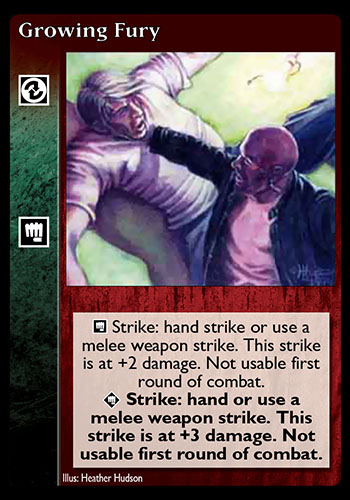 Growing Fury
Strike: hand strike or use a
melee weapon strike. This strike
is at +2 damage. Not usable first
round of combat.
Strike: hand or use a
melee weapon strike. This
strike is at +3 damage. Not
usable first round of combat.
Illus: Heather Hudson